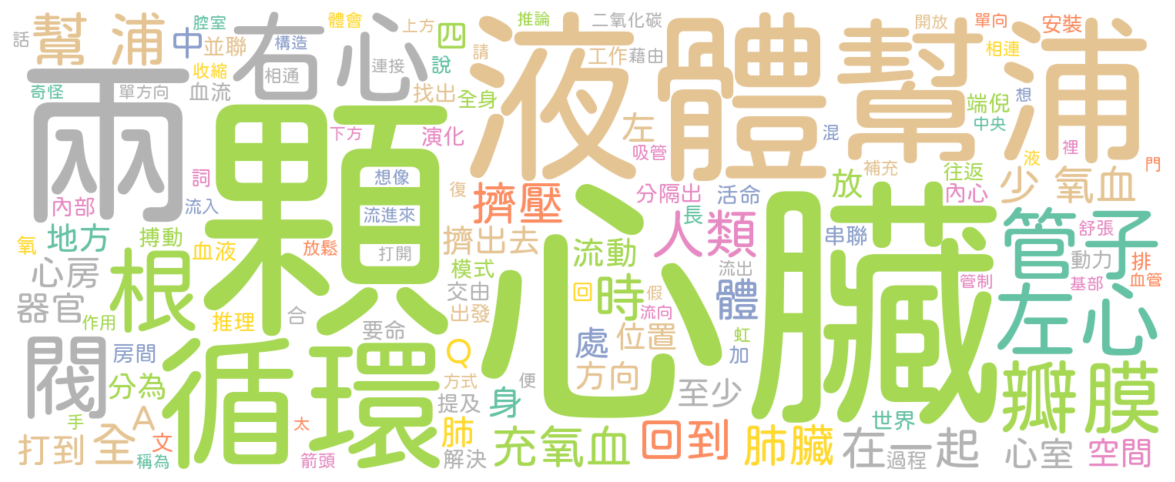 話 幫浦 腔室 中 並聯 右心 構造 體會 上方 四 推論 二氧化碳 開放 單向 安裝
奇怪 收縮 血流 相通 連接 說 請 工作 藉由 相連
單方向 找出 全身 液體 幫浦 端倪 想
兩 顆 下方 演化 左 吸管 混 中央 液 裡 門
詞 想像 復 補充 往返 少 氧血
內部 流入 流進來 擠壓 分隔出 活命 放 內心
氧 地方 搏動 血液 放鬆 打開 擠出去 流動 人類 長 串聯 管子 舒張
心房 根 模式 流出 動力 排
器官 作用 推理 合 要命 交由 出發 時 回 假 流向 體 管制 基部 血管
心臟 左心
閥 房間 Q 處 位置 虹 加
分為 循環 方式 便 方向 至少 瓣膜
手 A 提及 身 世界
打到 全 文 稱為 太 箭頭 肺 解決 充氧血 回到 肺臟 在一起 過程 心室 空間